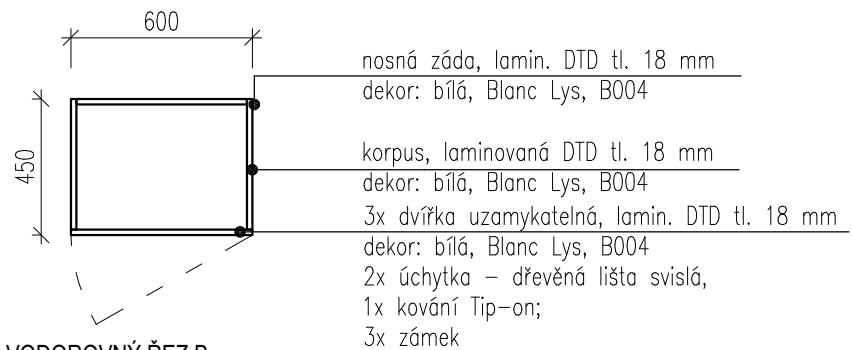 600
nosná záda, lamin. DTD tl. 18 mm
dekor: bílá, Blanc Lys, B004
450
korpus, laminovaná DTD tl. 18 mm
dekor: bílá, Blanc Lys, B004
3x dvířka uzamykatelná, lamin. DTD tl. 18 mm
dekor: bílá, Blanc Lys, B004
2x úchytka – dřevěná lišta svislá,
1x kování Tip-on;
3x zámek
VODOROVNÝ ŘEZ B